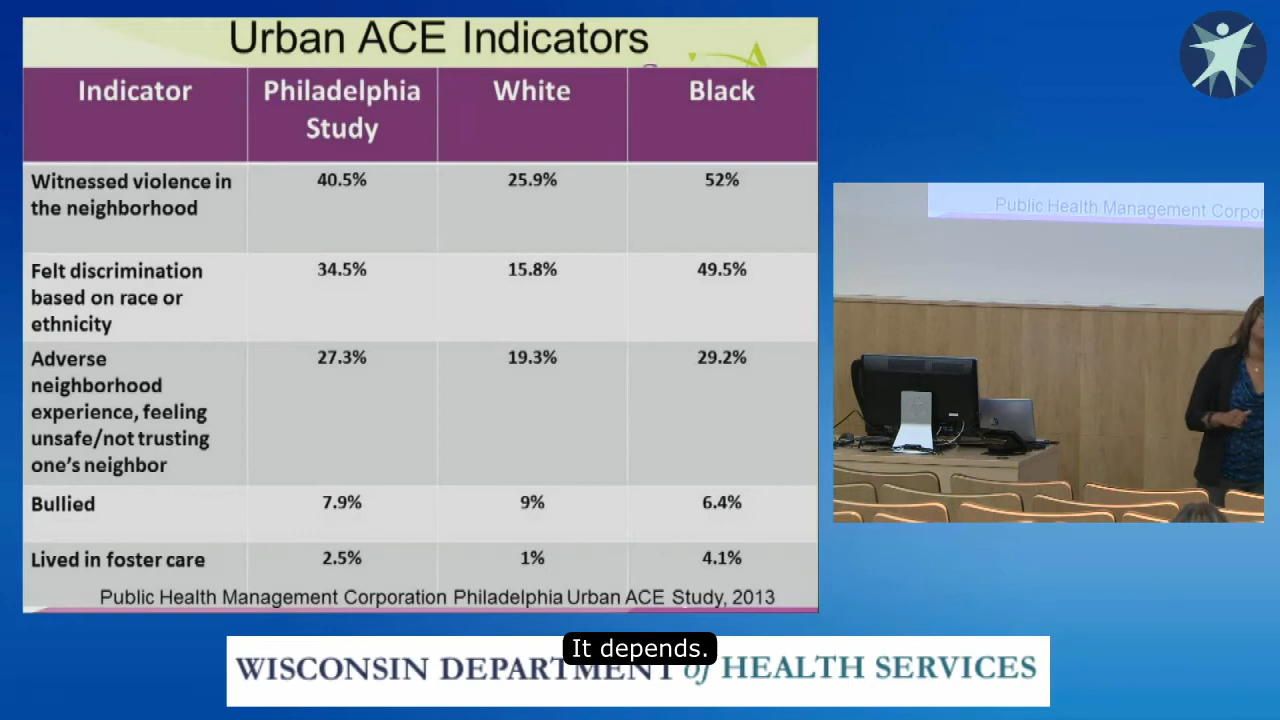 Urban ACE Indicators
Indicator
Philadelphia
Study
White
Black
Witnessed violence in
the neighborhood
40.5%
25.9%
52%
Felt discrimination
based on race or
ethnicity
34.5%
15.8%
49.5%
Adverse
neighborhood
experience, feeling
unsafe/not trusting
one's neighbor
27.3%
19.3%
29.2%
Bullied
7.9%
9%
6.4%
Lived in foster care
2.5%
1%
4.1%
Public Health Management Corporation Philadelphia Urban ACE Study, 2013
Public Health Management Corpor
It depends.
WISCONSIN DEPARTMENT of HEALTH SERVICES